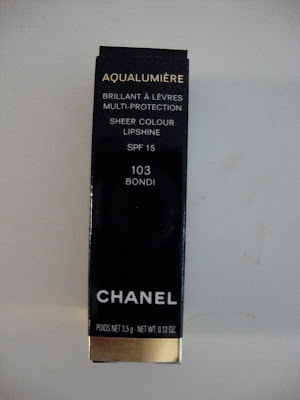 AQUALUMIÈRE
BRILLANT À LÈVRES
MULTI-PROTECTION
SHEER COLOUR
LIPSHINE
SPF 15
103
BONDI
CHANEL
POIDS NET 3,5 g - NET WT. 0.12 OZ.